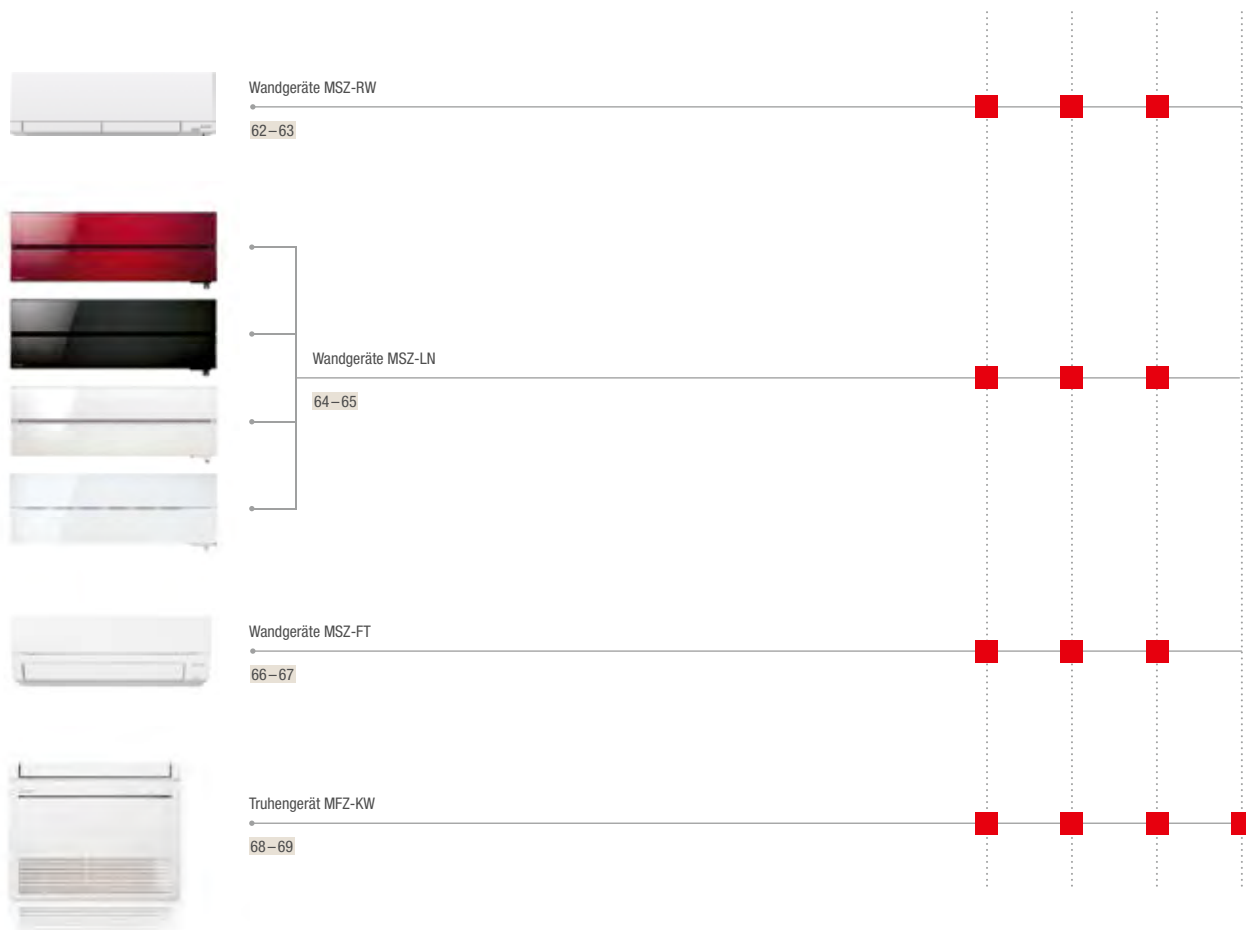 Wandgeräte MSZ-RW
62–63
Wandgeräte MSZ-LN
64–65
Wandgeräte MSZ-FT
66–67
Truhengerät MFZ-KW
68–69